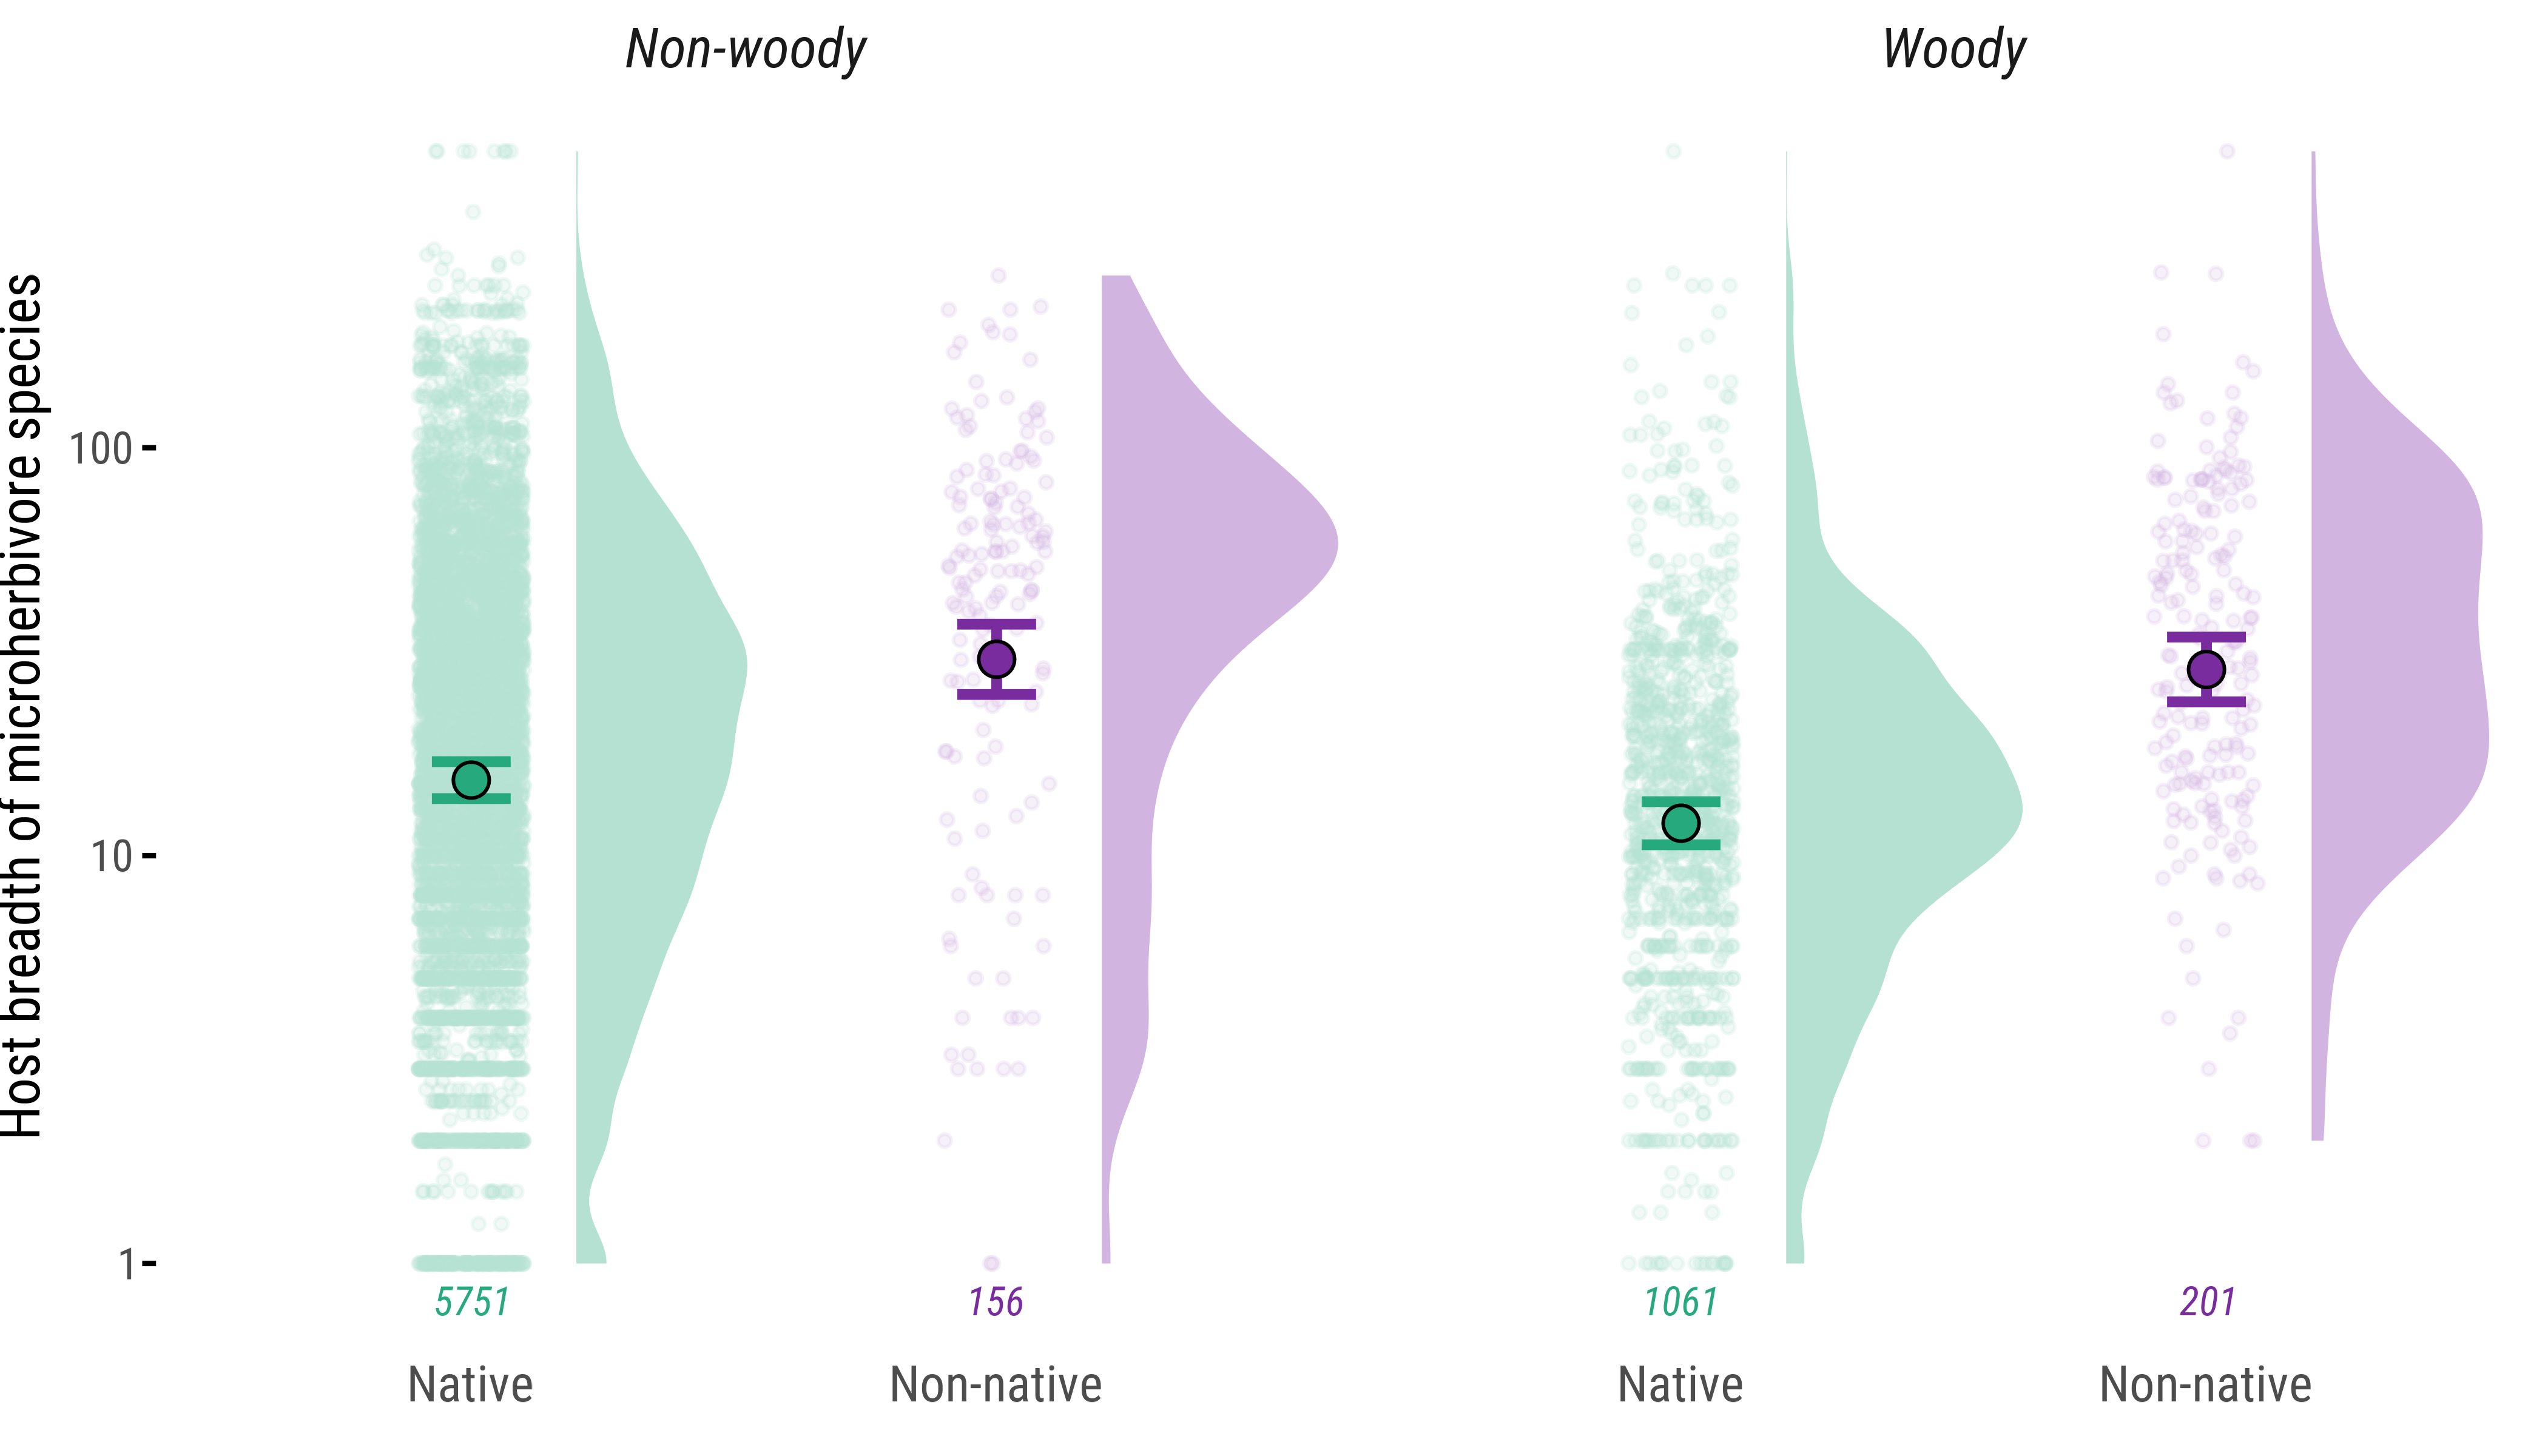 Non-woody
Woody
Host breadth of microherbivore species
100
10
1
5751
156
1061
201
Native
Non-native
Native
Non-native